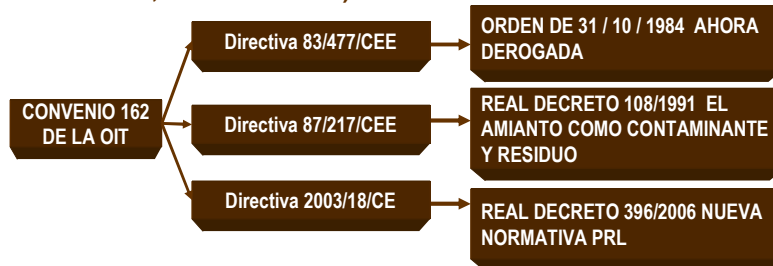 CONVENIO 162
DE LA OIT
Directiva 83/477/CEE
ORDEN DE 31 / 10 / 1984 AHORA
DEROGADA
Directiva 87/217/CEE
REAL DECRETO 108/1991 EL
AMIANTO COMO CONTAMINANTE
Y RESIDUO
Directiva 2003/18/CE
REAL DECRETO 396/2006 NUEVA
NORMATIVA PRL